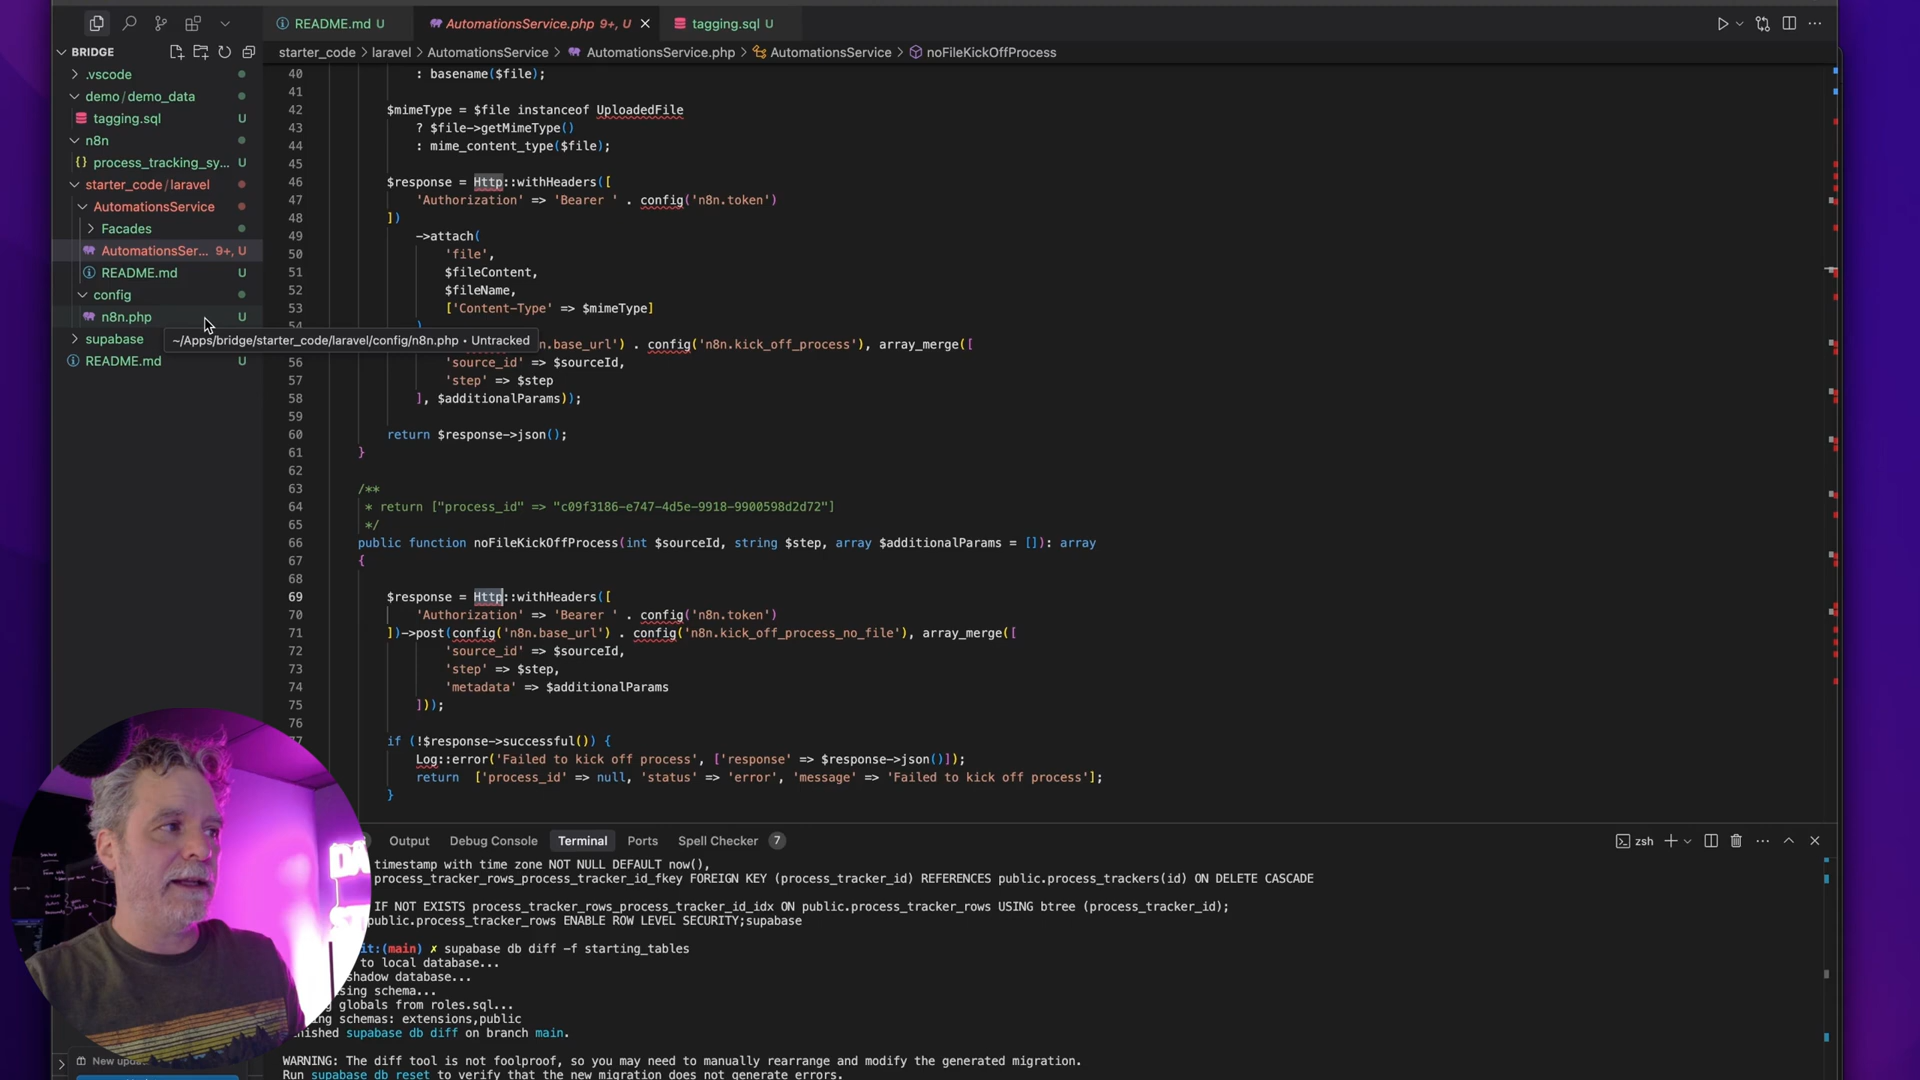 README.md U
AutomationsService.php 9+, U
tagging.sql U
BRIDGE
starter_code > laravel > AutomationsService > AutomationsService.php > AutomationsService > noFileKickOffProcess
.vscode
demo / demo_data
tagging.sql U
n8n
process_tracking_sy... U
starter_code / laravel
AutomationsService
Facades
AutomationsSer... 9+, U
README.md U
config
n8n.php U
supabase
README.md U
~/Apps/bridge/starter_code/laravel/config/n8n.php • Untracked
40 : basename($file);
41
42 $mimeType = $file instanceof UploadedFile
43 ? $file->getMimeType()
44 : mime_content_type($file);
45
46 $response = Http::withHeaders([
47 'Authorization' => 'Bearer ' . config('n8n.token')
48 ])
49 ->attach(
50 'file',
51 $fileContent,
52 $fileName,
53 ['Content-Type' => $mimeType]
54 )
n.base_url') . config('n8n.kick_off_process'), array_merge([
56 'source_id' => $sourceId,
57 'step' => $step
58 ], $additionalParams));
59
60 return $response->json();
61 }
62
63 /**
64 * return ["process_id" => "c09f3186-e747-4d5e-9918-9900598d2d72"]
65 */
66 public function noFileKickOffProcess(int $sourceId, string $step, array $additionalParams = []): array
67 {
68
69 $response = Http::withHeaders([
70 'Authorization' => 'Bearer ' . config('n8n.token')
71 ])->post(config('n8n.base_url') . config('n8n.kick_off_process_no_file'), array_merge([
72 'source_id' => $sourceId,
73 'step' => $step,
74 'metadata' => $additionalParams
75 ]));
76
77 if (!$response->successful()) {
Log::error('Failed to kick off process', ['response' => $response->json()]);
return ['process_id' => null, 'status' => 'error', 'message' => 'Failed to kick off process'];
}
Output Debug Console Terminal Ports Spell Checker 7
zsh
timestamp with time zone NOT NULL DEFAULT now(),
process_tracker_rows_process_tracker_id_fkey FOREIGN KEY (process_tracker_id) REFERENCES public.process_trackers(id) ON DELETE CASCADE
IF NOT EXISTS process_tracker_rows_process_tracker_id_idx ON public.process_tracker_rows USING btree (process_tracker_id);
public.process_tracker_rows ENABLE ROW LEVEL SECURITY;supabase
it:(main) ✗ supabase db diff -f starting_tables
to local database...
shadow database...
sing schema...
globals from roles.sql...
ng schemas: extensions,public
nished supabase db diff on branch main.
WARNING: The diff tool is not foolproof, so you may need to manually rearrange and modify the generated migration.
Run supabase db reset to verify that the new migration does not generate errors.
New upd